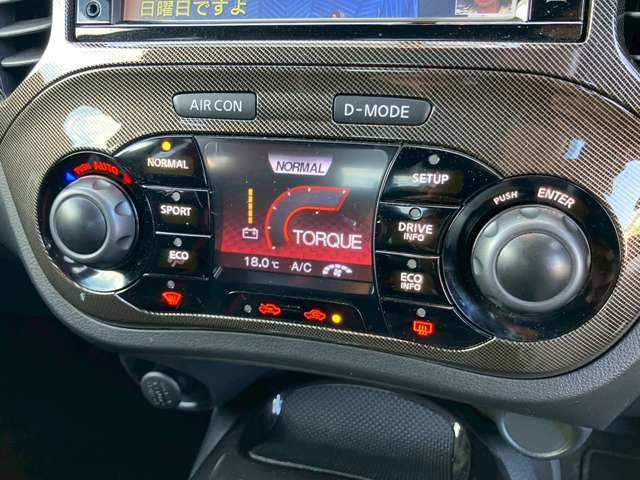 日曜日ですよ
AIR CON
D-MODE
PUSH AUTO
NORMAL
SPORT
ECO
NORMAL
TORQUE
18.0℃ A/C
SETUP
DRIVE
INFO
ECO
INFO
PUSH ENTER